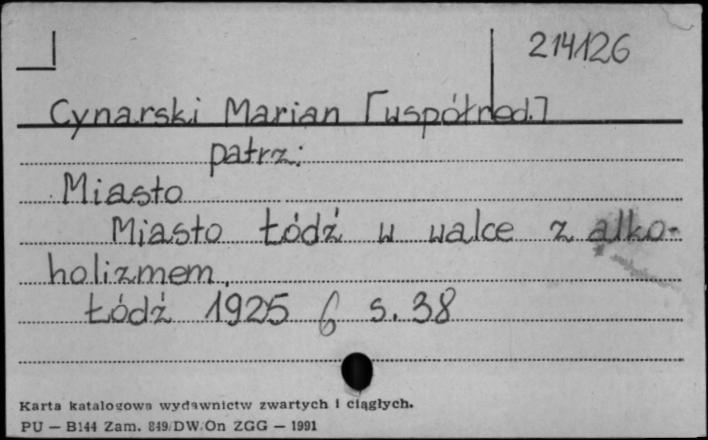 214126
Cynarski Marian [współred.]
patrz:
Miasto
Miasto Łódź w walce z alko-
holizmem.
Łódź 1925 6 s. 38
Karta katalogowa wydawnictw zwartych i ciągłych.
PU — B144 Zam. 849/DW/On ZGG — 1991